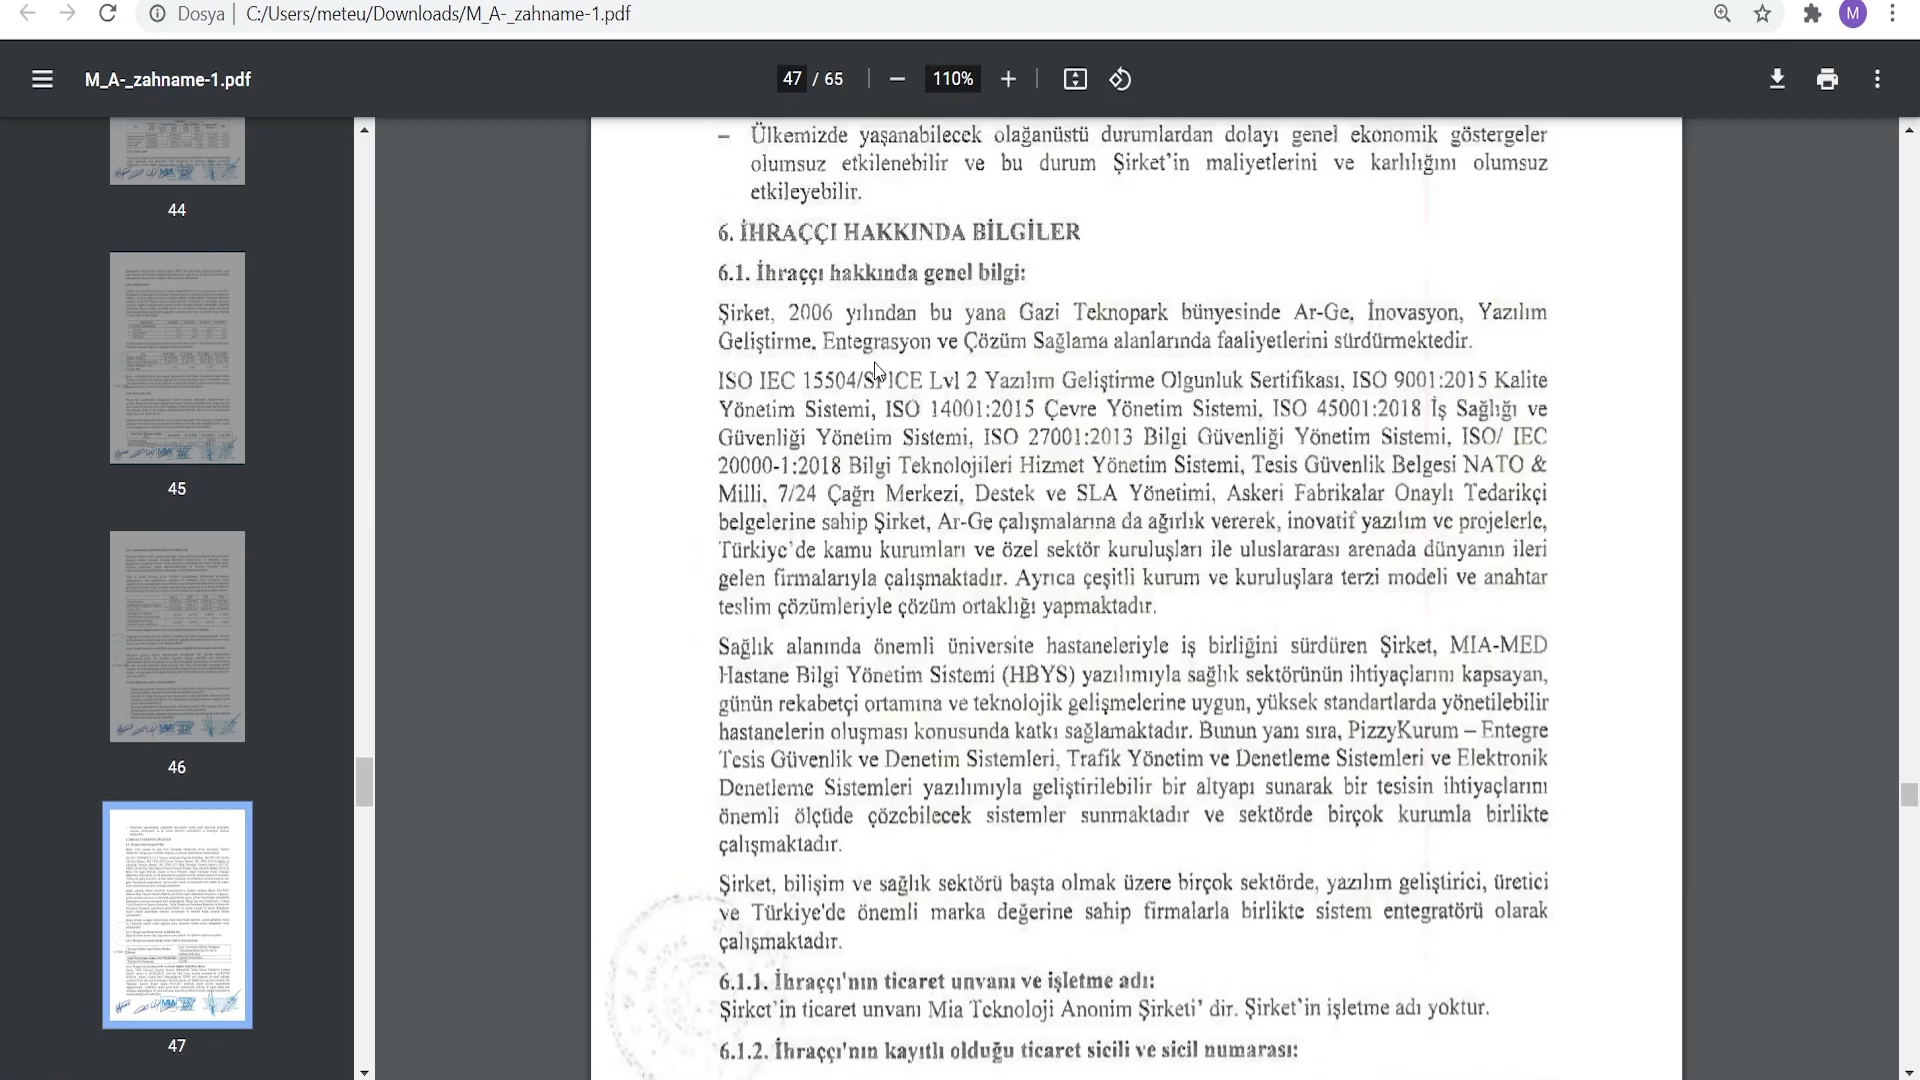 Dosya
C:/Users/meteu/Downloads/M_A-_zahname-1.pdf
M
M_A-_zahname-1.pdf
47 / 65
110%
44
45
46
47
– Ülkemizde yaşanabilecek olağanüstü durumlardan dolayı genel ekonomik göstergeler
olumsuz etkilenebilir ve bu durum Şirket'in maliyetlerini ve karlılığını olumsuz
etkileyebilir.
6. İHRAÇÇI HAKKINDA BİLGİLER
6.1. İhraççı hakkında genel bilgi:
Şirket, 2006 yılından bu yana Gazi Teknopark bünyesinde Ar-Ge, İnovasyon, Yazılım
Geliştirme, Entegrasyon ve Çözüm Sağlama alanlarında faaliyetlerini sürdürmektedir.
ISO IEC 15504/SPICE Lvl 2 Yazılım Geliştirme Olgunluk Sertifikası, ISO 9001:2015 Kalite
Yönetim Sistemi, ISO 14001:2015 Çevre Yönetim Sistemi, ISO 45001:2018 İş Sağlığı ve
Güvenliği Yönetim Sistemi, ISO 27001:2013 Bilgi Güvenliği Yönetim Sistemi, ISO/ IEC
20000-1:2018 Bilgi Teknolojileri Hizmet Yönetim Sistemi, Tesis Güvenlik Belgesi NATO &
Milli, 7/24 Çağrı Merkezi, Destek ve SLA Yönetimi, Askeri Fabrikalar Onaylı Tedarikçi
belgelerine sahip Şirket, Ar-Ge çalışmalarına da ağırlık vererek, inovatif yazılım ve projelerle,
Türkiye'de kamu kurumları ve özel sektör kuruluşları ile uluslararası arenada dünyanın ileri
gelen firmalarıyla çalışmaktadır. Ayrıca çeşitli kurum ve kuruluşlara terzi modeli ve anahtar
teslim çözümleriyle çözüm ortaklığı yapmaktadır.
Sağlık alanında önemli üniversite hastaneleriyle iş birliğini sürdüren Şirket, MIA-MED
Hastane Bilgi Yönetim Sistemi (HBYS) yazılımıyla sağlık sektörünün ihtiyaçlarını kapsayan,
günün rekabetçi ortamına ve teknolojik gelişmelerine uygun, yüksek standartlarda yönetilebilir
hastanelerin oluşması konusunda katkı sağlamaktadır. Bunun yanı sıra, PizzyKurum – Entegre
Tesis Güvenlik ve Denetim Sistemleri, Trafik Yönetim ve Denetleme Sistemleri ve Elektronik
Denetleme Sistemleri yazılımıyla geliştirilebilir bir altyapı sunarak bir tesisin ihtiyaçlarını
önemli ölçüde çözebilecek sistemler sunmaktadır ve sektörde birçok kurumla birlikte
çalışmaktadır.
Şirket, bilişim ve sağlık sektörü başta olmak üzere birçok sektörde, yazılım geliştirici, üretici
ve Türkiye'de önemli marka değerine sahip firmalarla birlikte sistem entegratörü olarak
çalışmaktadır.
6.1.1. İhraççı'nın ticaret unvanı ve işletme adı:
Şirket'in ticaret unvanı Mia Teknoloji Anonim Şirketi' dir. Şirket'in işletme adı yoktur.
6.1.2. İhraççı'nın kayıtlı olduğu ticaret sicili ve sicil numarası: